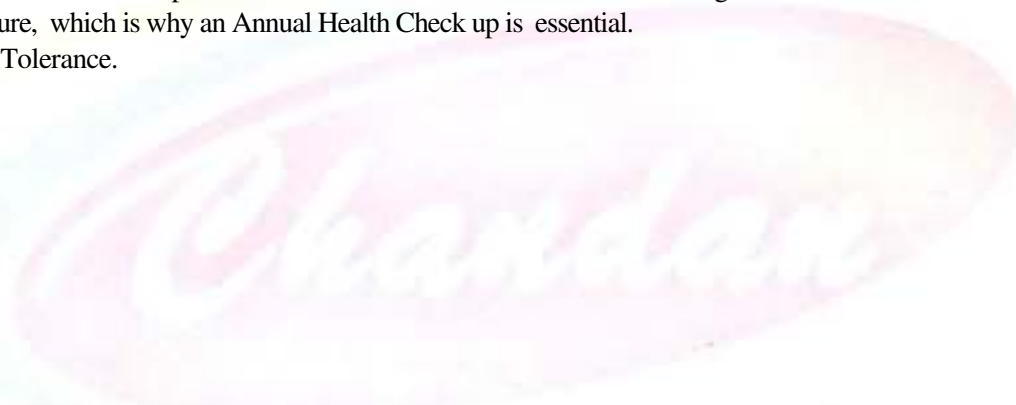 ure, which is why an Annual Health Check up is essential.
Tolerance.
Chandan